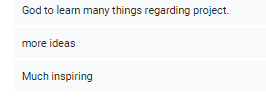 God to learn many things regarding project.
more ideas
Much inspiring